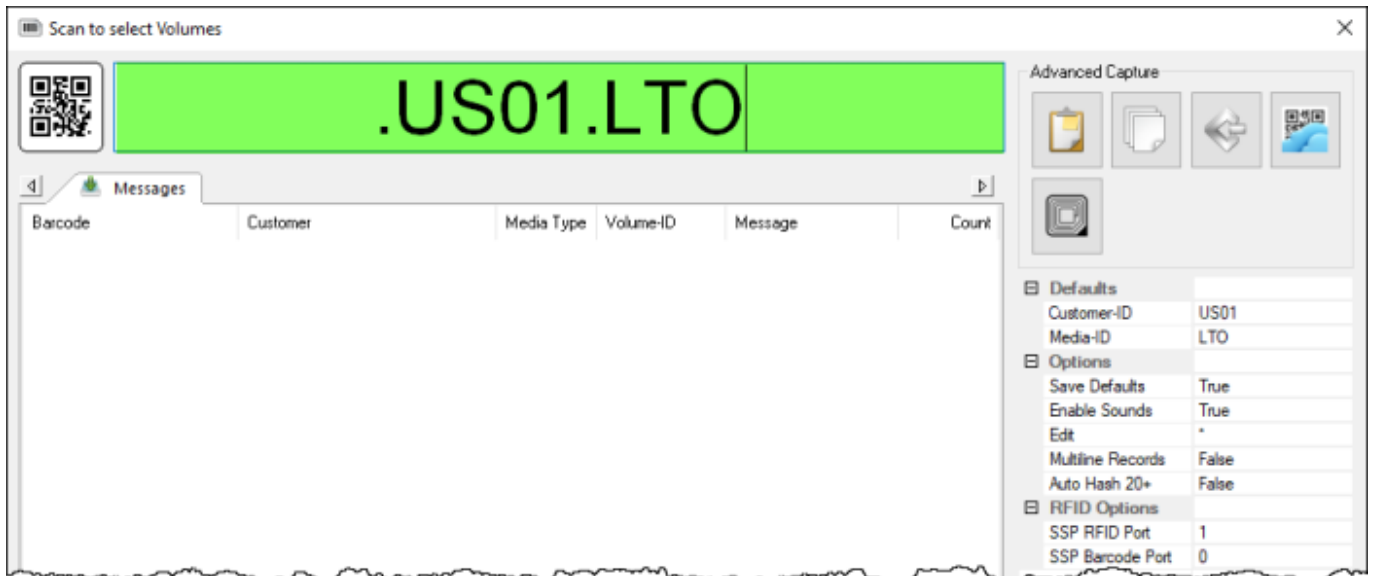 Scan to select Volumes
.US01.LTO
Advanced Capture
Messages
Barcode Customer Media Type Volume-ID Message Count
Defaults
Customer-ID US01
Media-ID LTO
Options
Save Defaults True
Enable Sounds True
Edit *
Multiline Records False
Auto Hash 20+ False
RFID Options
SSP RFID Port 1
SSP Barcode Port 0